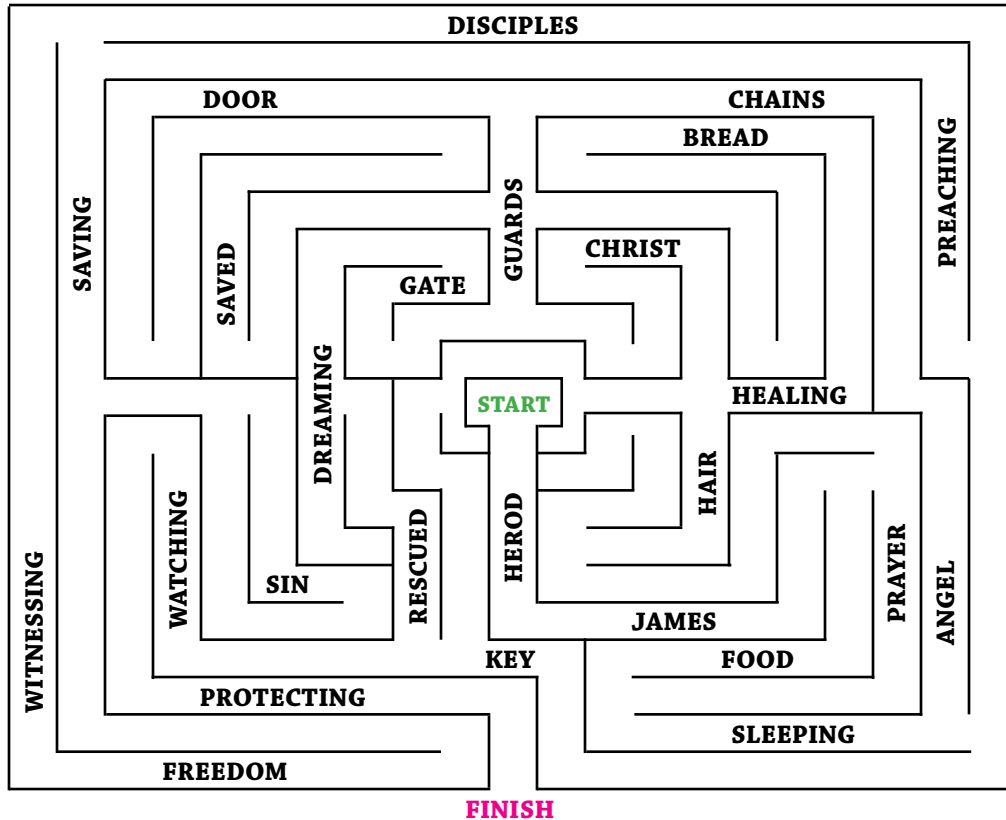 DISCIPLES
DOOR
CHAINS
BREAD
PREACHING
SAVING
GUARDS
CHRIST
SAVED
GATE
DREAMING
HEALING
START
HAIR
HEROD
RESCUED
WATCHING
SIN
PRAYER
ANGEL
WITNESSING
JAMES
KEY
FOOD
PROTECTING
SLEEPING
FREEDOM
FINISH